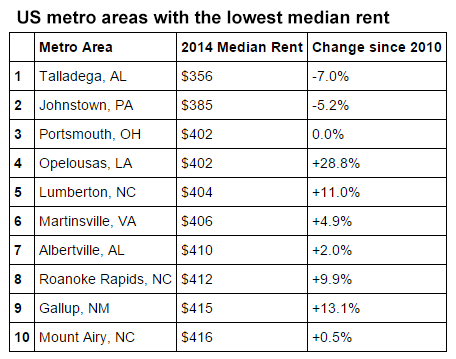 US metro areas with the lowest median rent
Metro Area 2014 Median Rent Change since 2010
1 Talladega, AL $356 -7.0%
2 Johnstown, PA $385 -5.2%
3 Portsmouth, OH $402 0.0%
4 Opelousas, LA $402 +28.8%
5 Lumberton, NC $404 +11.0%
6 Martinsville, VA $406 +4.9%
7 Albertville, AL $410 +2.0%
8 Roanoke Rapids, NC $412 +9.9%
9 Gallup, NM $415 +13.1%
10 Mount Airy, NC $416 +0.5%